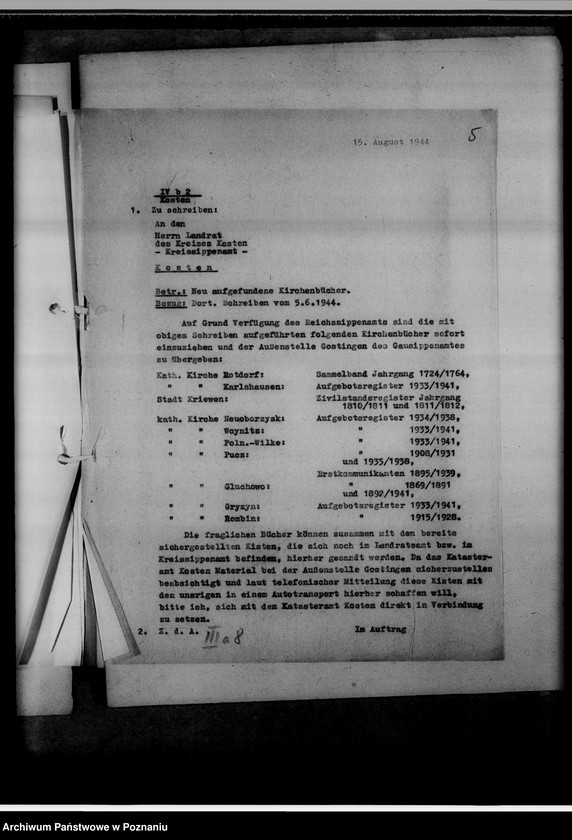 5
15. August 1944
IV b 2
Kosten
1. Zu schreiben:
An den
Herrn Landrat
des Kreises Kosten
- Kreissippenamt -
K o s t e n
Betr.: Neu aufgefundene Kirchenbücher.
Bezug: Dort. Schreiben vom 5.6.1944.
Auf Grund Verfügung des Reichssippenamts sind die mit
obigem Schreiben aufgeführten folgenden Kirchenbücher sofort
einzuziehen und der Außenstelle Gostingen des Gausippenamtes
zu übergeben:
Kath. Kirche Rotdorf: Sammelband Jahrgang 1724/1764,
" " Karlshausen: Aufgebotsregister 1933/1941,
Stadt Kriewen: Zivilstandsregister Jahrgang
1810/1811 und 1811/1812,
kath. Kirche Neuoborzysk: Aufgebotsregister 1934/1938,
" " Woynitz: " 1933/1941,
" " Poln.-Wilke: " 1933/1941,
" " Pusz: " 1908/1931
und 1933/1938,
Erstkommunikanten 1895/1939,
" " Gluchowo: " 1869/1891
und 1892/1941,
" " Gryzyn: Aufgebotsregister 1933/1941,
" " Rombin: " 1915/1928.
Die fraglichen Bücher können zusammen mit den bereits
sichergestellten Kisten, die sich noch im Landratsamt bzw. im
Kreissippenamt befinden, hierher gesandt werden. Da das Kataster-
amt Kosten Material bei der Außenstelle Gostingen sicherzustellen
beabsichtigt und laut telefonischer Mitteilung diese Kisten mit
den unsrigen in einem Autotransport hierher schaffen will,
bitte ich, sich mit dem Katasteramt Kosten direkt in Verbindung
zu setzen.
2. Z. d. A. III a 8 Im Auftrag
Archiwum Państwowe w Poznaniu